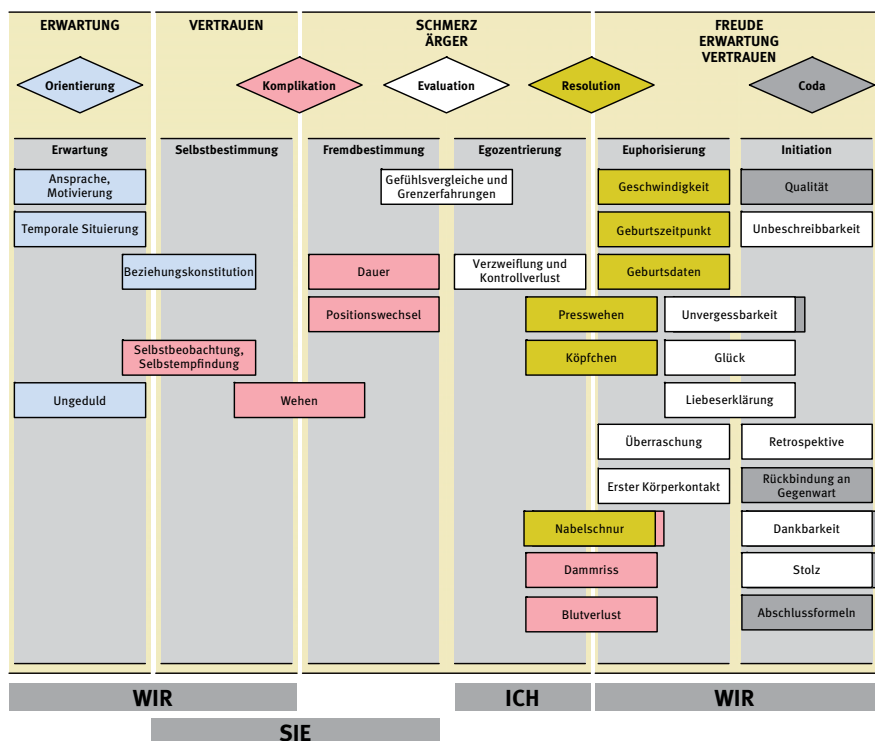 ERWARTUNG
VERTRAUEN
SCHMERZ
ÄRGER
FREUDE
ERWARTUNG
VERTRAUEN
Orientierung
Komplikation
Evaluation
Resolution
Coda
Erwartung
Selbstbestimmung
Fremdbestimmung
Egozentrierung
Euphorisierung
Initiation
Ansprache,
Motivierung
Gefühlsvergleiche und
Grenzerfahrungen
Geschwindigkeit
Qualität
Temporale Situierung
Geburtszeitpunkt
Unbeschreibbarkeit
Beziehungskonstitution
Dauer
Verzweiflung und
Kontrollverlust
Geburtsdaten
Positionswechsel
Presswehen
Unvergessbarkeit
Selbstbeobachtung,
Selbstempfindung
Köpfchen
Glück
Ungeduld
Wehen
Liebeserklärung
Überraschung
Retrospektive
Erster Körperkontakt
Rückbindung an
Gegenwart
Nabelschnur
Dankbarkeit
Dammriss
Stolz
Blutverlust
Abschlussformeln
WIR
ICH
WIR
SIE